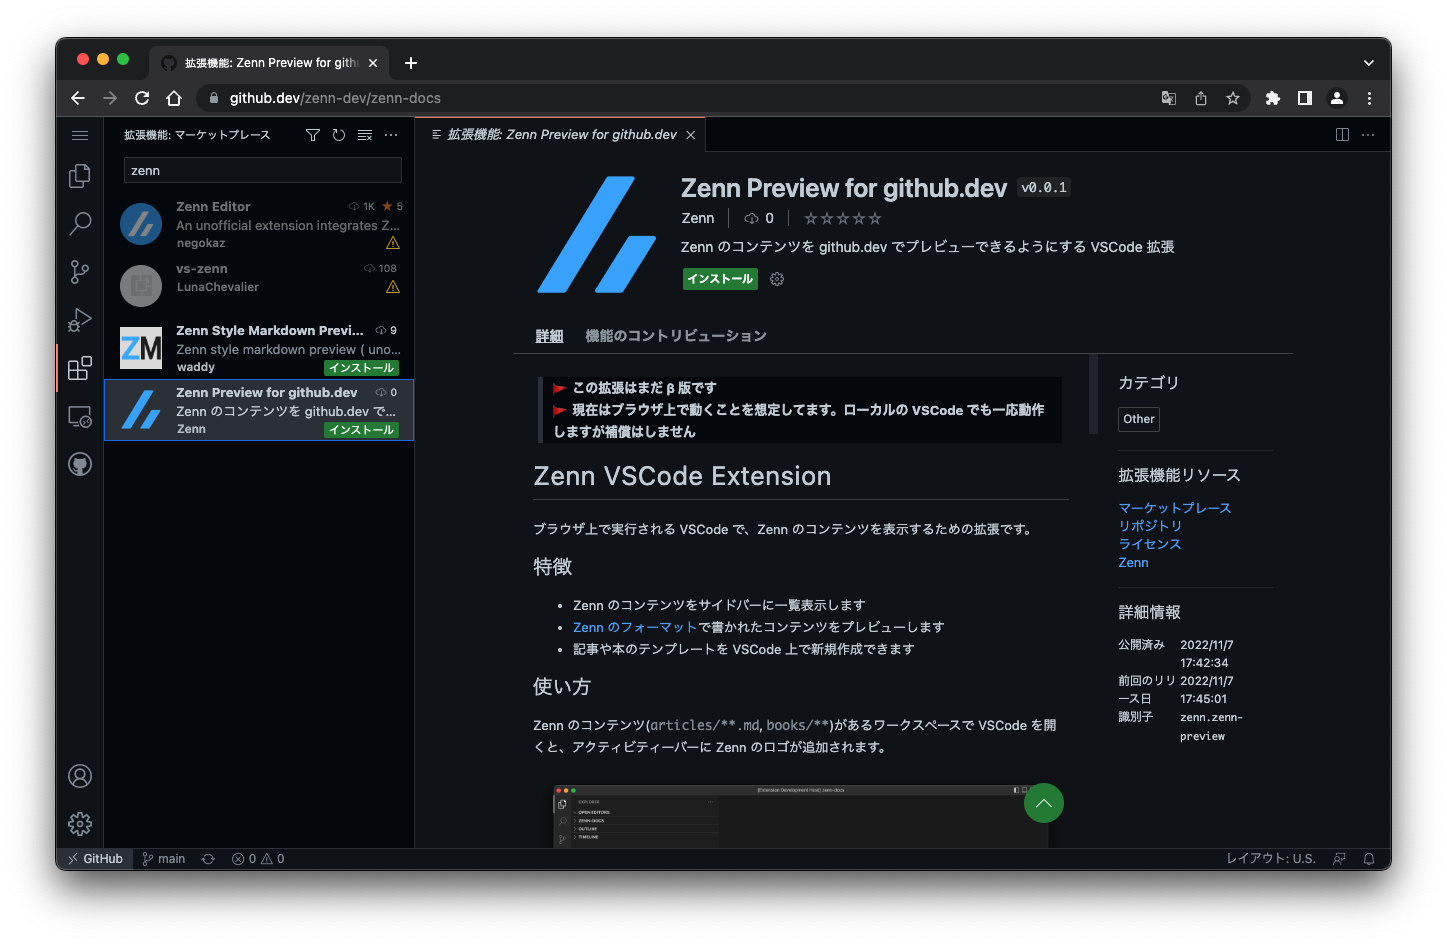 拡張機能: Zenn Preview for gith
github.dev/zenn-dev/zenn-docs
拡張機能: マーケットプレース
zenn
Zenn Editor 1K ★ 5
An unofficial extension integrates Z...
negokaz
vs-zenn 108
LunaChevalier
ZM
Zenn Style Markdown Previ... 9
Zenn style markdown preview ( uno...
waddy インストール
Zenn Preview for github.dev 0
Zenn のコンテンツを github.dev で...
Zenn インストール
拡張機能: Zenn Preview for github.dev
Zenn Preview for github.dev v0.0.1
Zenn 0 ☆☆☆☆☆
Zenn のコンテンツを github.dev でプレビューできるようにする VSCode 拡張
インストール
詳細 機能のコントリビューション
🚩 この拡張はまだ β 版です
🚩 現在はブラウザ上で動くことを想定してます。ローカルの VSCode でも一応動作
しますが補償はしません
Zenn VSCode Extension
ブラウザ上で実行される VSCode で、Zenn のコンテンツを表示するための拡張です。
特徴
• Zenn のコンテンツをサイドバーに一覧表示します
• Zenn のフォーマットで書かれたコンテンツをプレビューします
• 記事や本のテンプレートを VSCode 上で新規作成できます
使い方
Zenn のコンテンツ(articles/**.md, books/**)があるワークスペースで VSCode を開
くと、アクティビティーバーに Zenn のロゴが追加されます。
[Extension Development Host] zenn-docs
EXPLORER
OPEN EDITORS
ZENN-DOCS
OUTLINE
TIMELINE
カテゴリ
Other
拡張機能リソース
マーケットプレース
リポジトリ
ライセンス
Zenn
詳細情報
公開済み 2022/11/7
17:42:34
前回のリリ 2022/11/7
ース日 17:45:01
識別子 zenn.zenn-
preview
GitHub main 0 0 レイアウト: U.S.